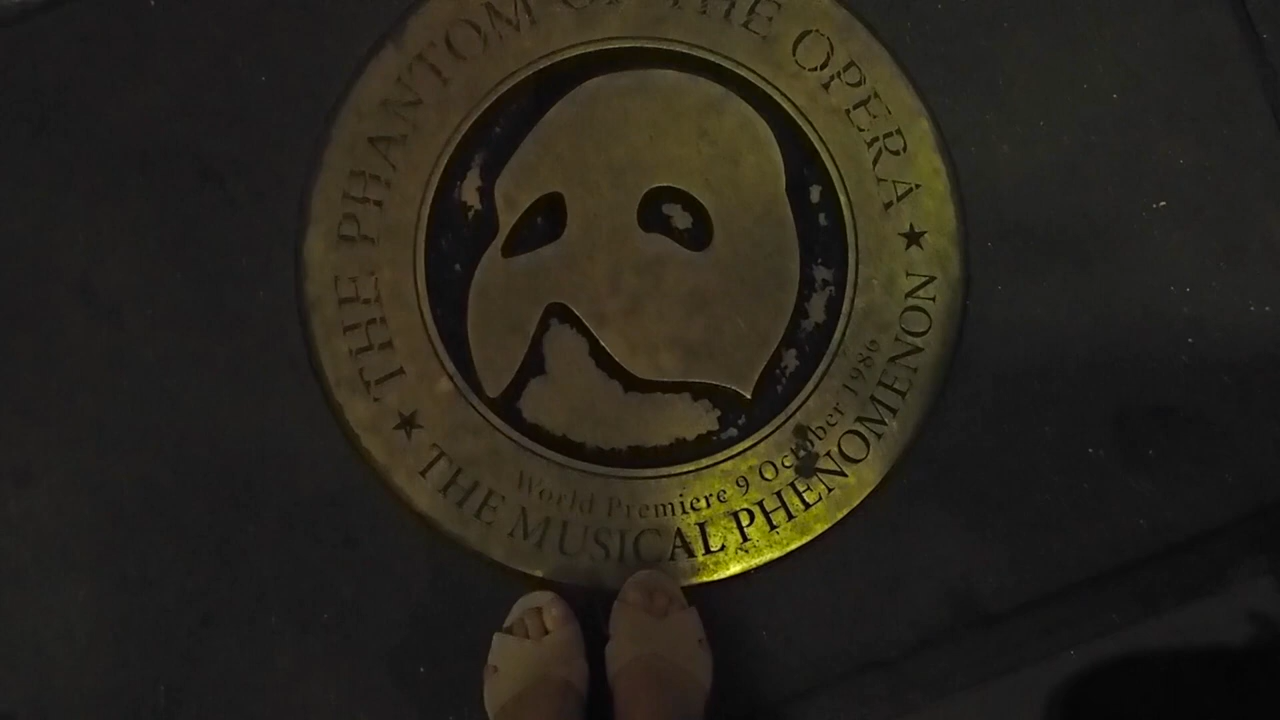 THE PHANTOM OF THE OPERA
World Premiere 9 October 1986
THE MUSICAL PHENOMENON